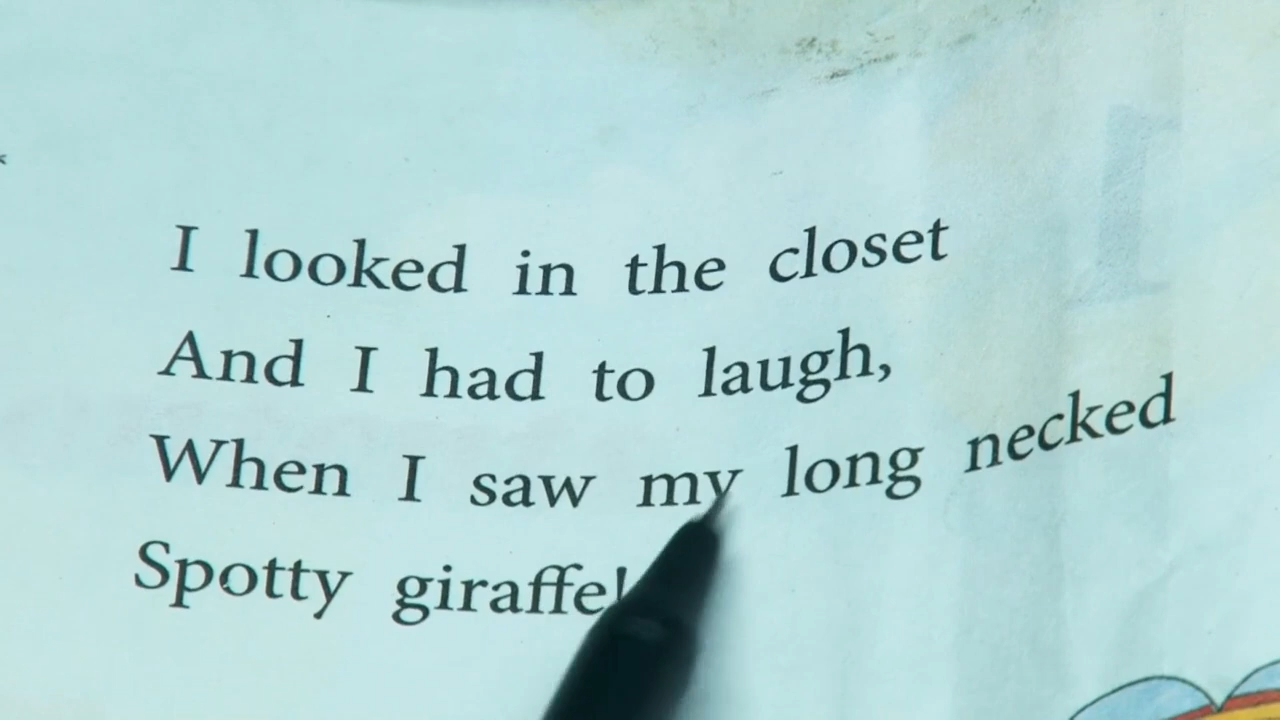 I looked in the closet
And I had to laugh,
When I saw my long necked
Spotty giraffe!